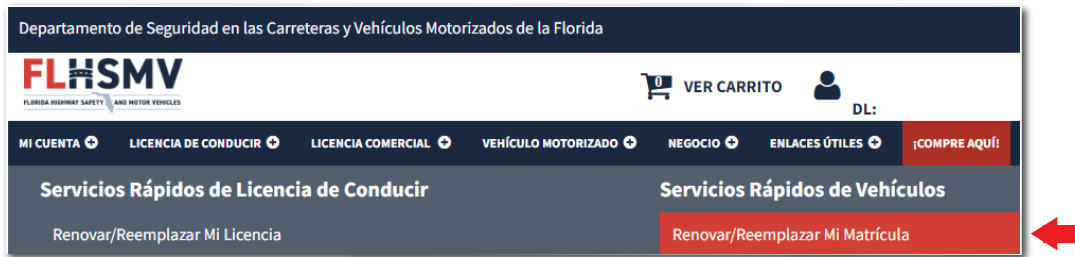 Departamento de Seguridad en las Carreteras y Vehículos Motorizados de la Florida
FLHSMV
FLORIDA HIGHWAY SAFETY AND MOTOR VEHICLES
0 VER CARRITO
DL:
MI CUENTA LICENCIA DE CONDUCIR LICENCIA COMERCIAL VEHÍCULO MOTORIZADO NEGOCIO ENLACES ÚTILES ¡COMPRE AQUÍ!
Servicios Rápidos de Licencia de Conducir Servicios Rápidos de Vehículos
Renovar/Reemplazar Mi Licencia Renovar/Reemplazar Mi Matrícula